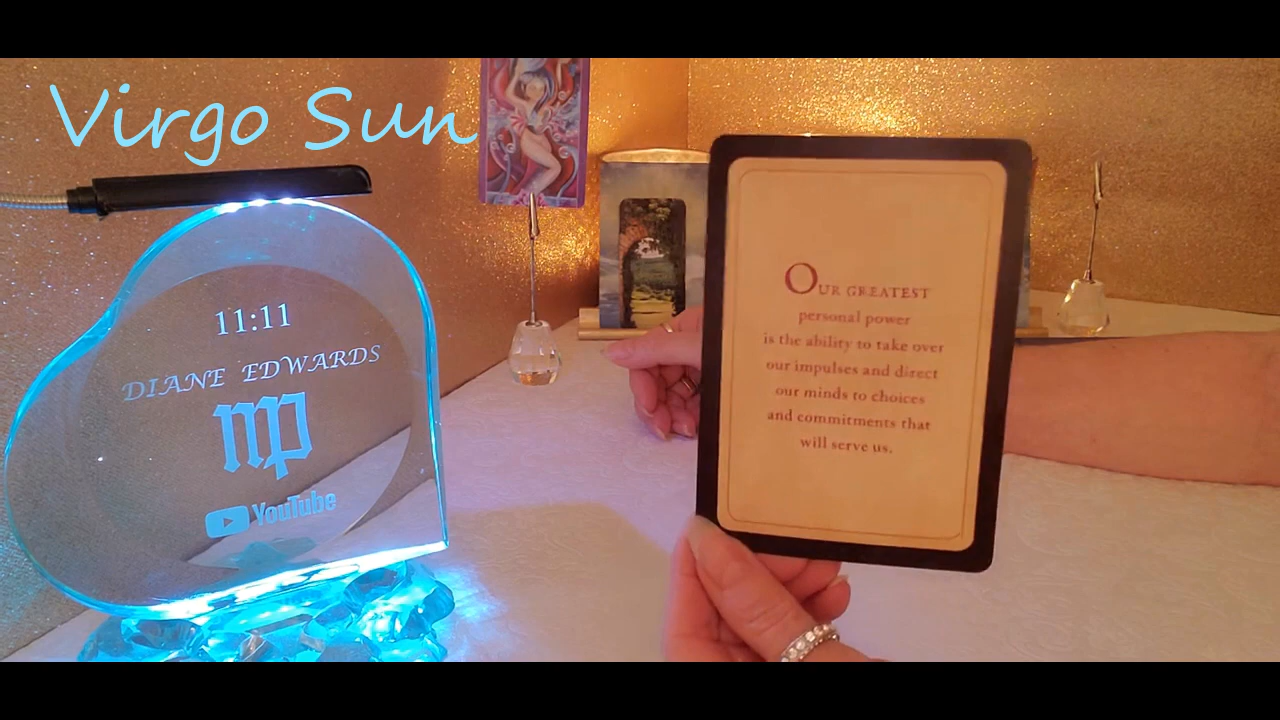 Virgo Sun
11:11
DIANE EDWARDS
YouTube
OUR GREATEST
personal power
is the ability to take over
our impulses and direct
our minds to choices
and commitments that
will serve us.